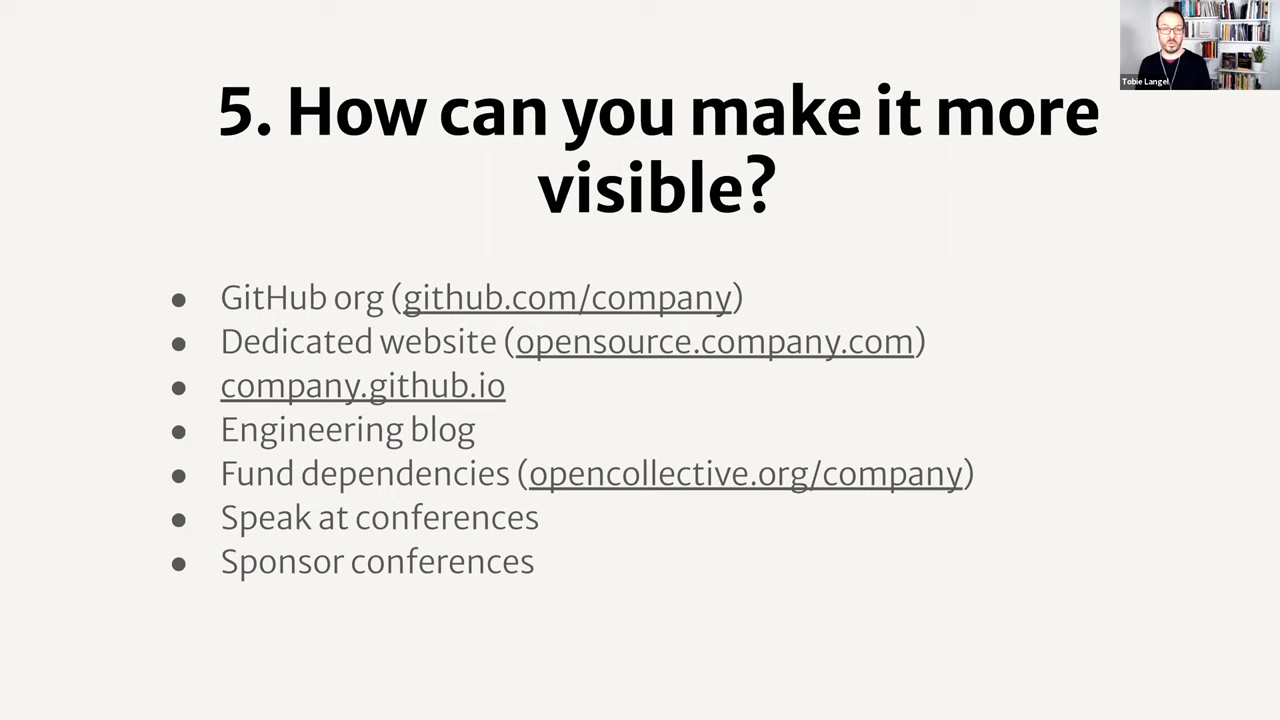 5. How can you make it more
visible?
● GitHub org (github.com/company)
● Dedicated website (opensource.company.com)
● company.github.io
● Engineering blog
● Fund dependencies (opencollective.org/company)
● Speak at conferences
● Sponsor conferences
Tobie Langel